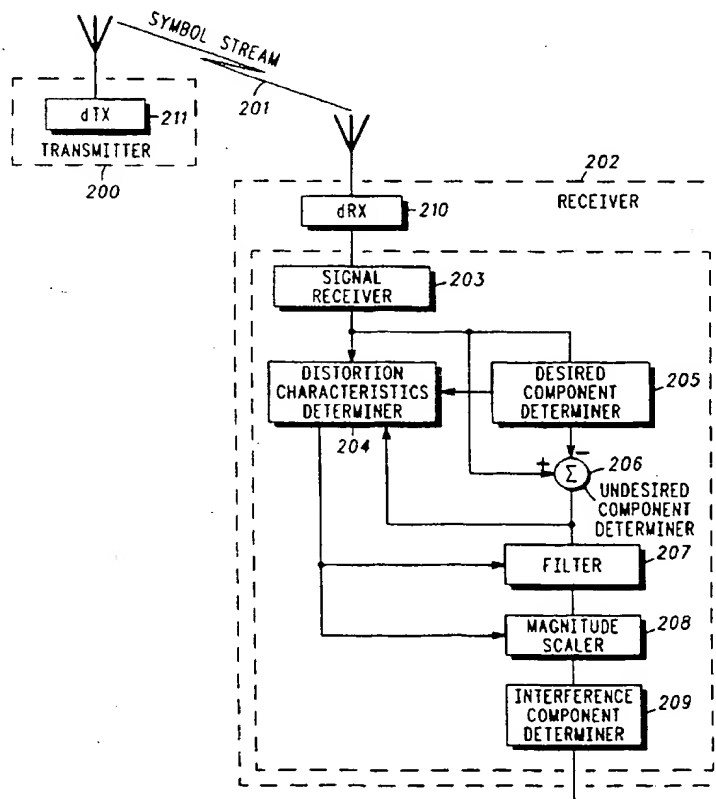 SYMBOL STREAM
201
dTX
211
TRANSMITTER
200
202
RECEIVER
dRX
210
SIGNAL
RECEIVER
203
DISTORTION
CHARACTERISTICS
DETERMINER
204
DESIRED
COMPONENT
DETERMINER
205
+
-
Σ
206
UNDESIRED
COMPONENT
DETERMINER
FILTER
207
MAGNITUDE
SCALER
208
INTERFERENCE
COMPONENT
DETERMINER
209